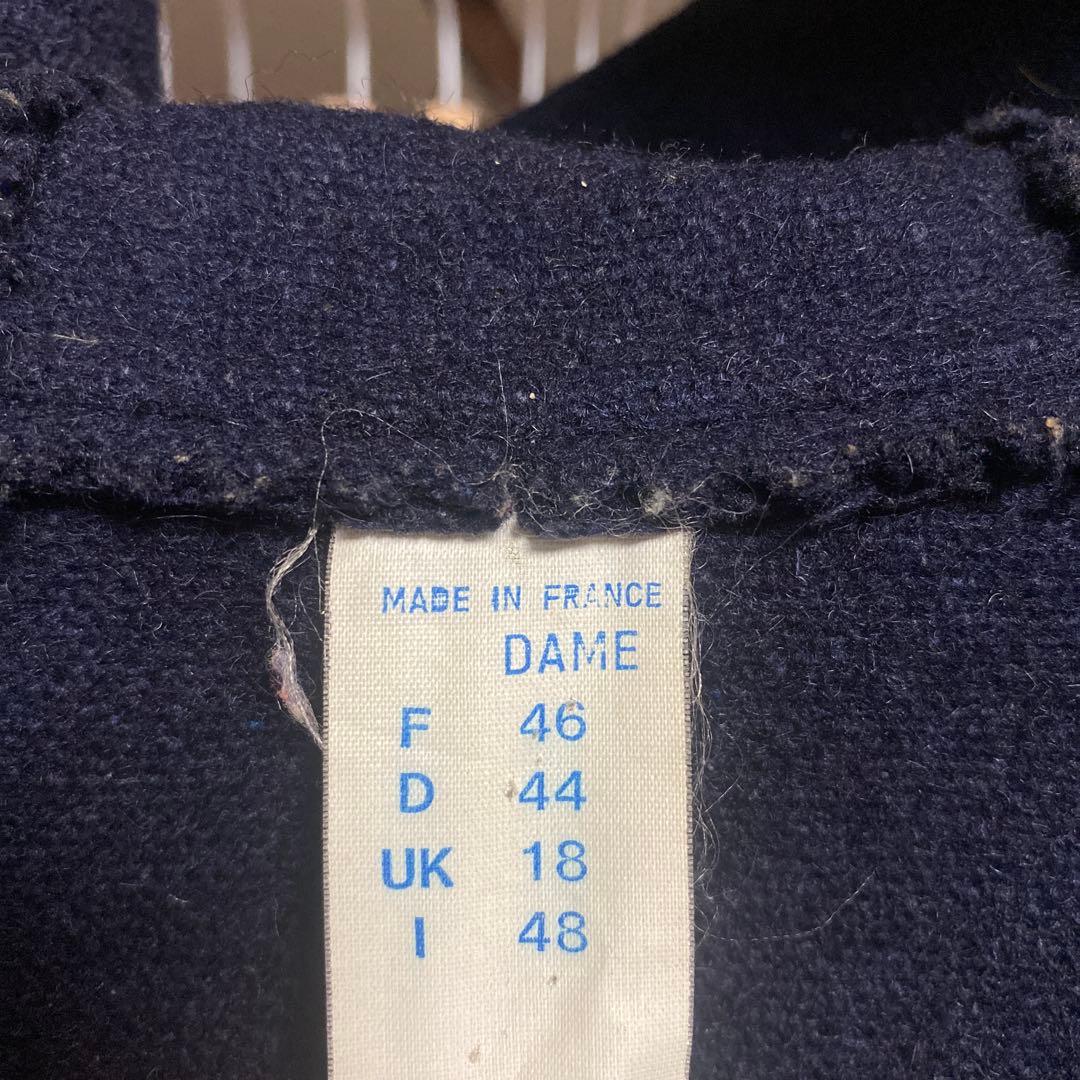 MADE IN FRANCE
DAME
F 46
D 44
UK 18
I 48